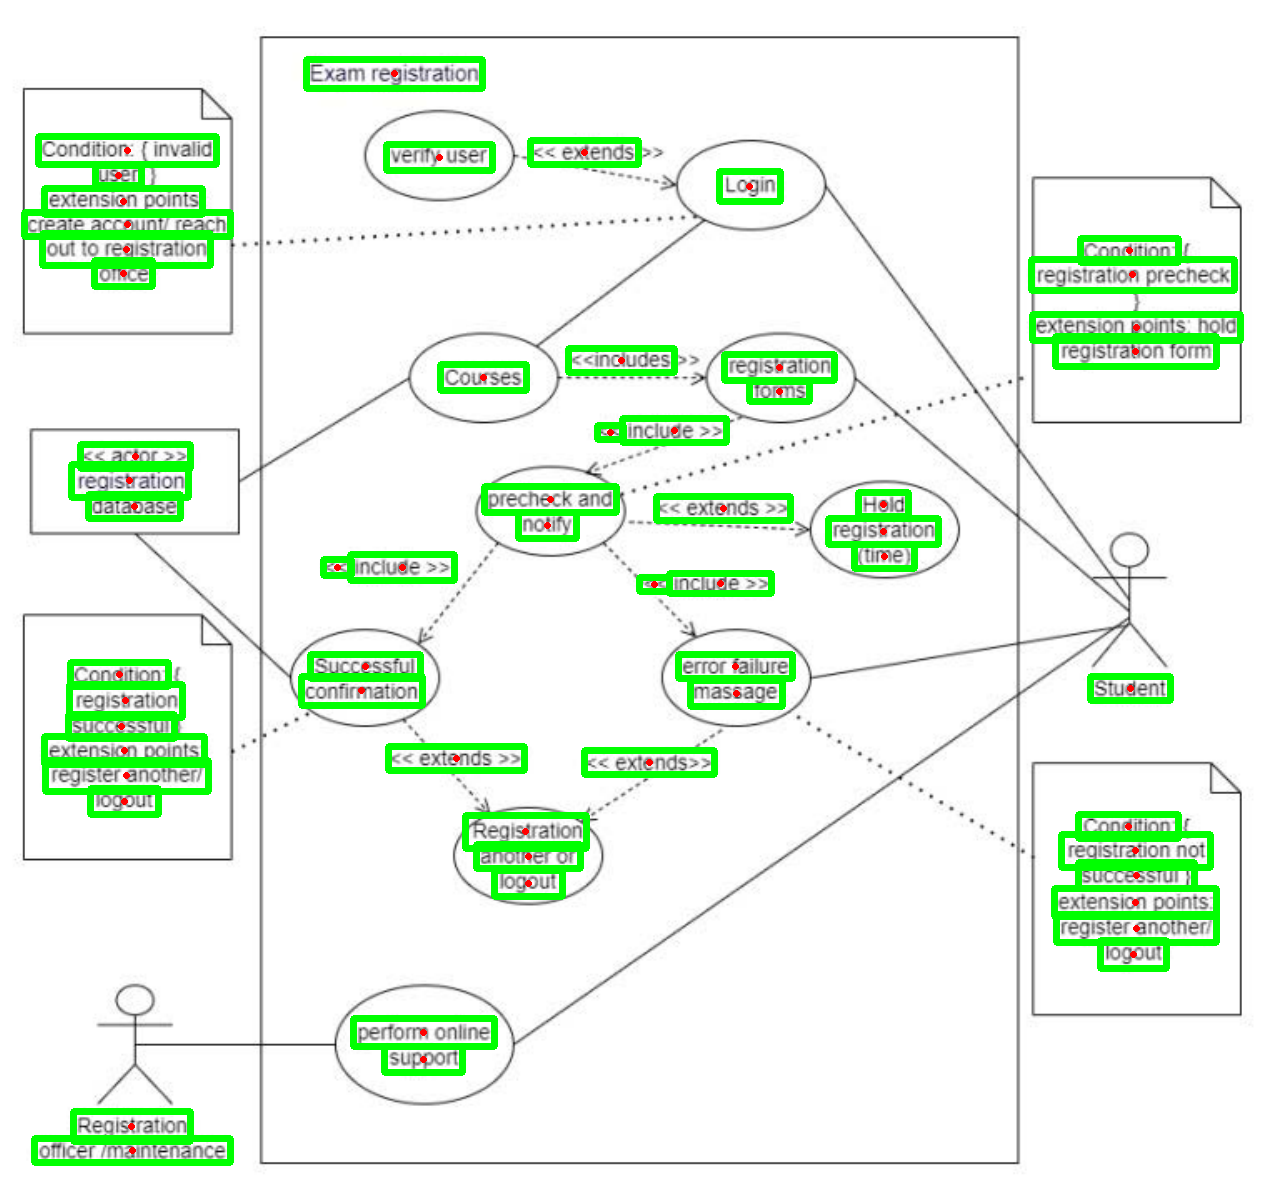 Exam registration
Condition: { invalid
user }
extension points
create account/ reach
out to registration
office
verify user
<< extends >>
Login
Condition: {
registration precheck
}
extension points: hold
registration form
Courses
<<includes >>
registration
forms
<< include >>
<< actor >>
registration
database
precheck and
notify
<< extends >>
Hold
registration
(time)
<< include >>
<< include >>
Successful
confirmation
error failure
massage
Student
Condition: {
registration
successful }
extension points
register another/
logout
<< extends >>
<< extends>>
Registration
another or
logout
Condition: {
registration not
successful }
extension points:
register another/
logout
perform online
support
Registration
officer /maintenance